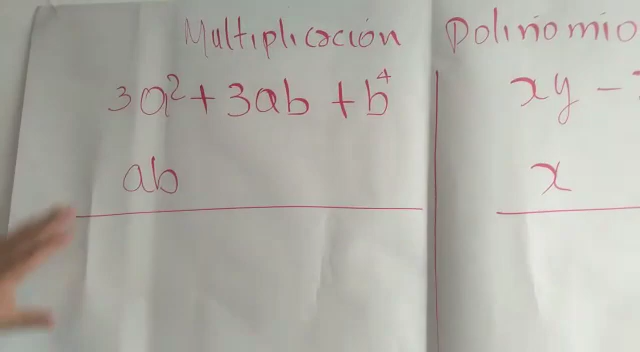 Multiplicación Polinomio
3a²+3ab+b⁴
ab
xy -
x